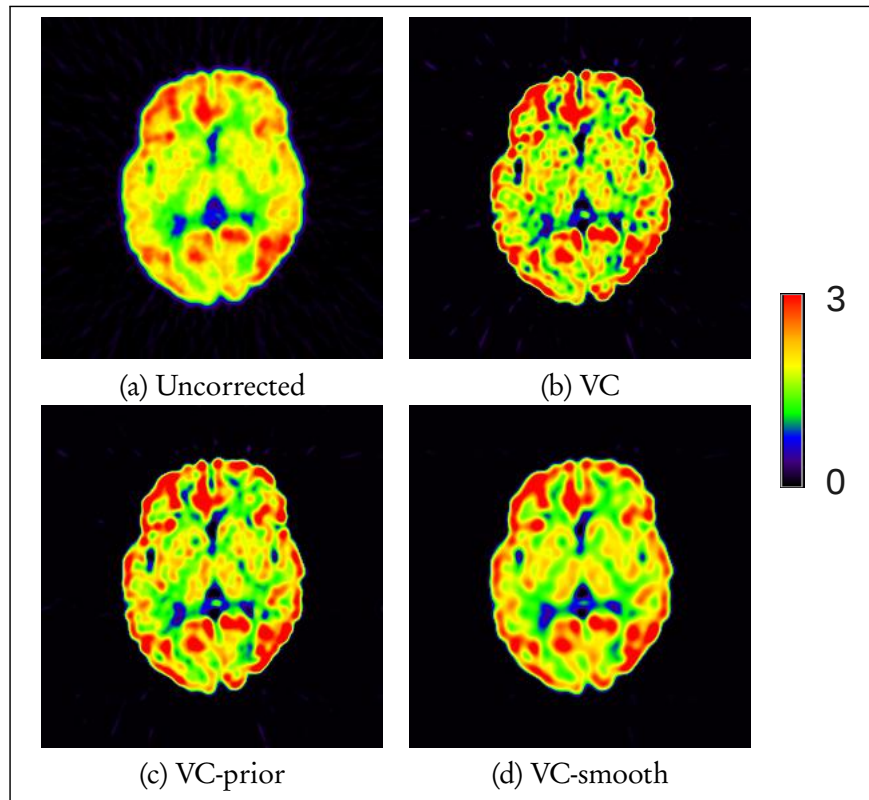 (a) Uncorrected
(b) VC
3
0
(c) VC-prior
(d) VC-smooth